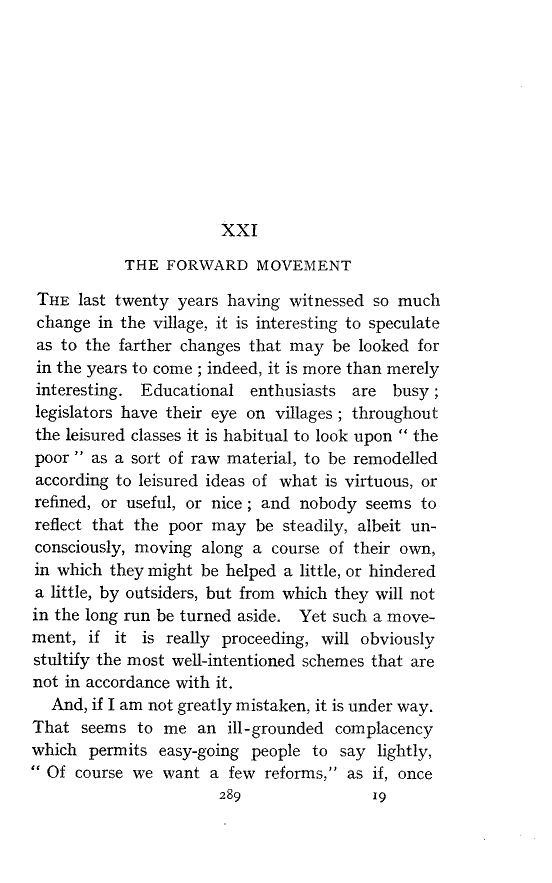 XXI
THE FORWARD MOVEMENT
THE last twenty years having witnessed so much
change in the village, it is interesting to speculate
as to the farther changes that may be looked for
in the years to come ; indeed, it is more than merely
interesting. Educational enthusiasts are busy ;
legislators have their eye on villages ; throughout
the leisured classes it is habitual to look upon “ the
poor ” as a sort of raw material, to be remodelled
according to leisured ideas of what is virtuous, or
refined, or useful, or nice ; and nobody seems to
reflect that the poor may be steadily, albeit un-
consciously, moving along a course of their own,
in which they might be helped a little, or hindered
a little, by outsiders, but from which they will not
in the long run be turned aside. Yet such a move-
ment, if it is really proceeding, will obviously
stultify the most well-intentioned schemes that are
not in accordance with it.
And, if I am not greatly mistaken, it is under way.
That seems to me an ill-grounded complacency
which permits easy-going people to say lightly,
“ Of course we want a few reforms,” as if, once
289 19